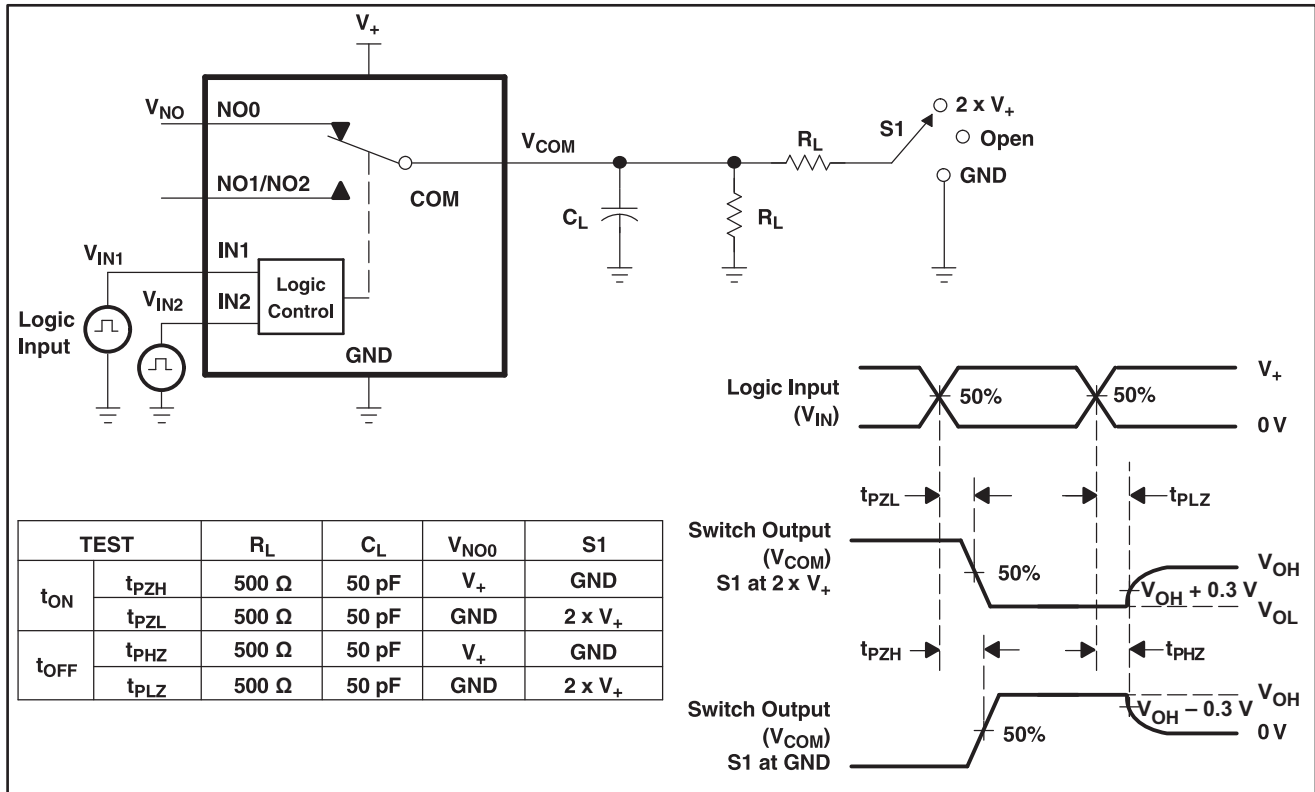 V+
VNO NO0
VCOM
NO1/NO2
COM
RL
S1
2 x V+
Open
GND
CL
RL
VIN1 IN1
VIN2 IN2
Logic
Control
Logic
Input
GND
Logic Input
(VIN)
50%
50%
V+
0 V
tPZL
tPLZ
Switch Output
(VCOM)
S1 at 2 x V+
50%
VOH
VOH + 0.3 V
VOL
tPZH
tPHZ
Switch Output
(VCOM)
S1 at GND
50%
VOH
VOH – 0.3 V
0 V
TEST RL CL VNO0 S1
tON tPZH 500 Ω 50 pF V+ GND
tPZL 500 Ω 50 pF GND 2 x V+
tOFF tPHZ 500 Ω 50 pF V+ GND
tPLZ 500 Ω 50 pF GND 2 x V+